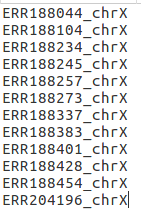 ERR188044_chrX
ERR188104_chrX
ERR188234_chrX
ERR188245_chrX
ERR188257_chrX
ERR188273_chrX
ERR188337_chrX
ERR188383_chrX
ERR188401_chrX
ERR188428_chrX
ERR188454_chrX
ERR204196_chrX